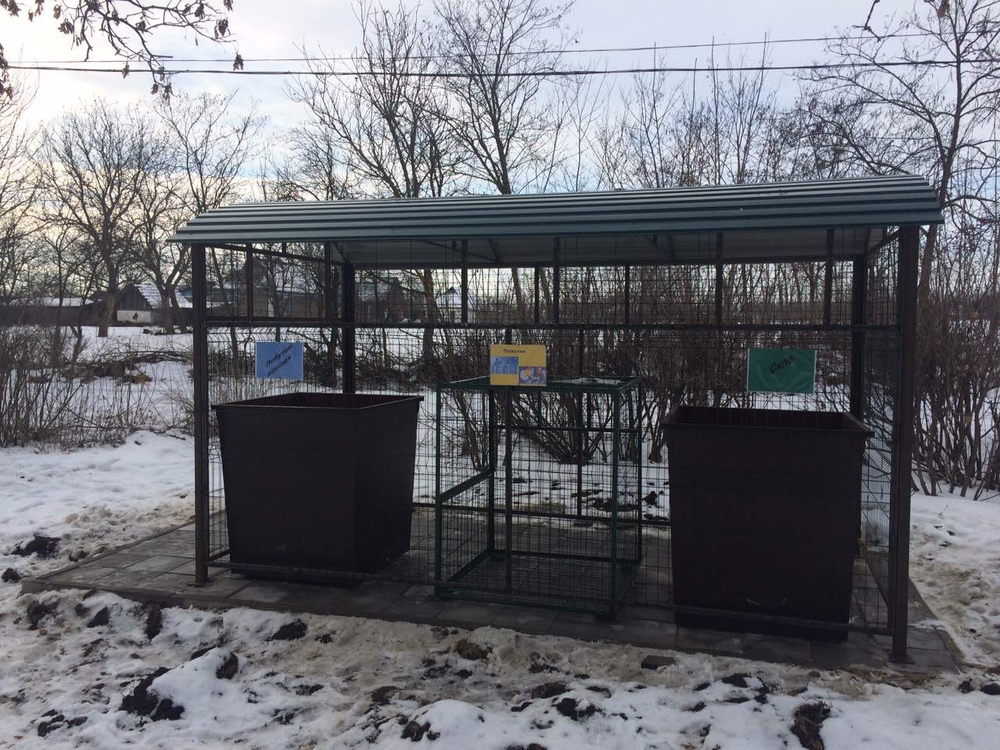 Побутові
відходи
Пластик
Скло